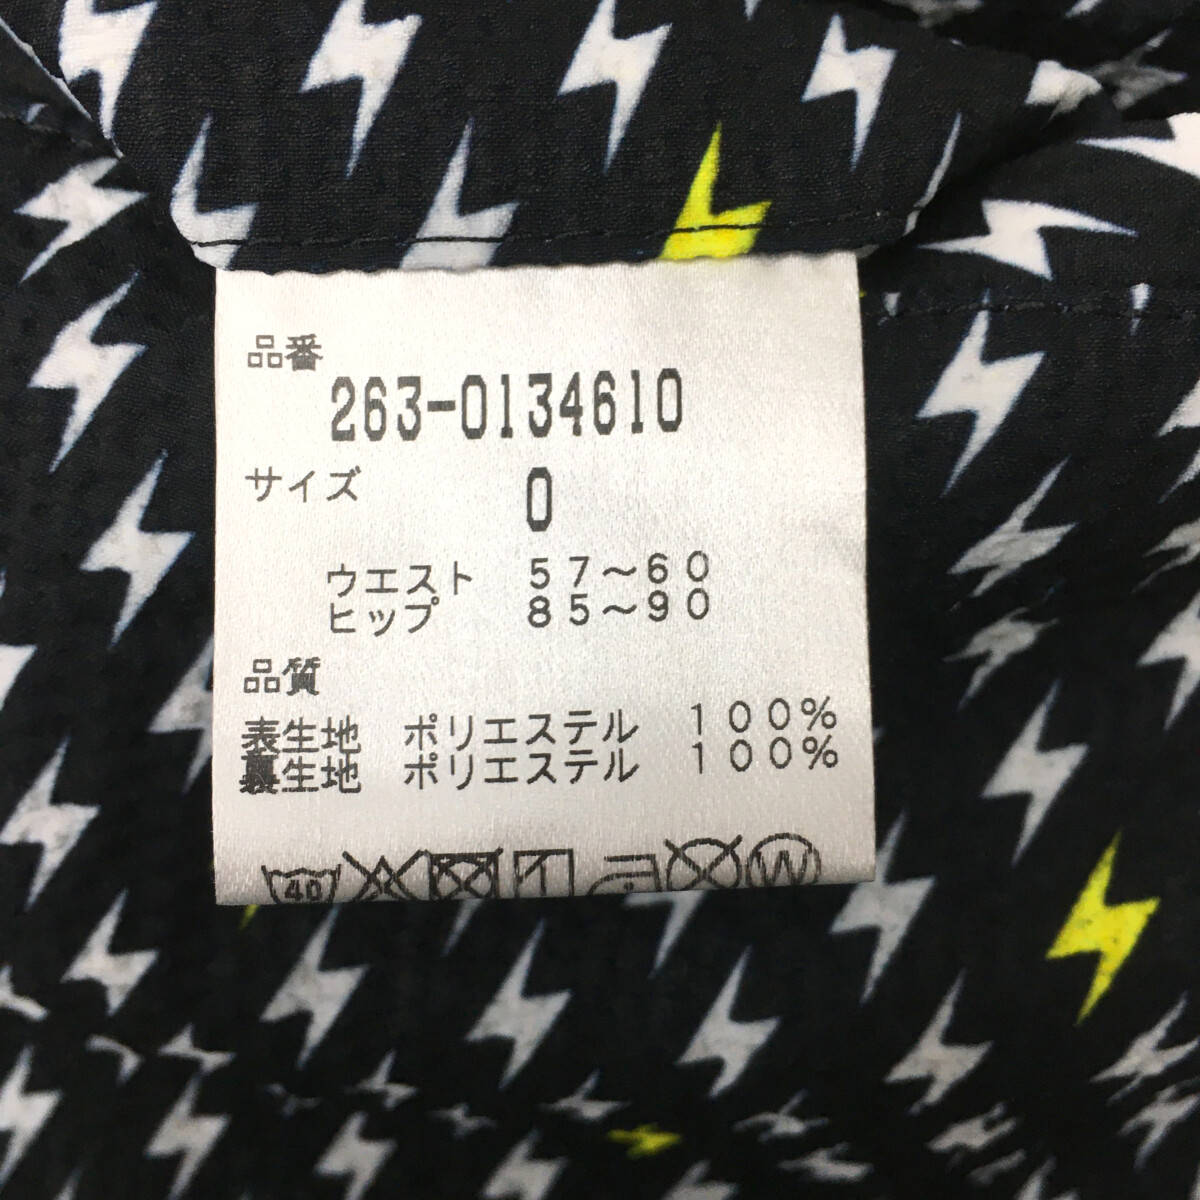 品番
263-0134610
サイズ 0
ウエスト 57～60
ヒップ 85～90
品質
表生地 ポリエステル 100%
裏生地 ポリエステル 100%
40 W